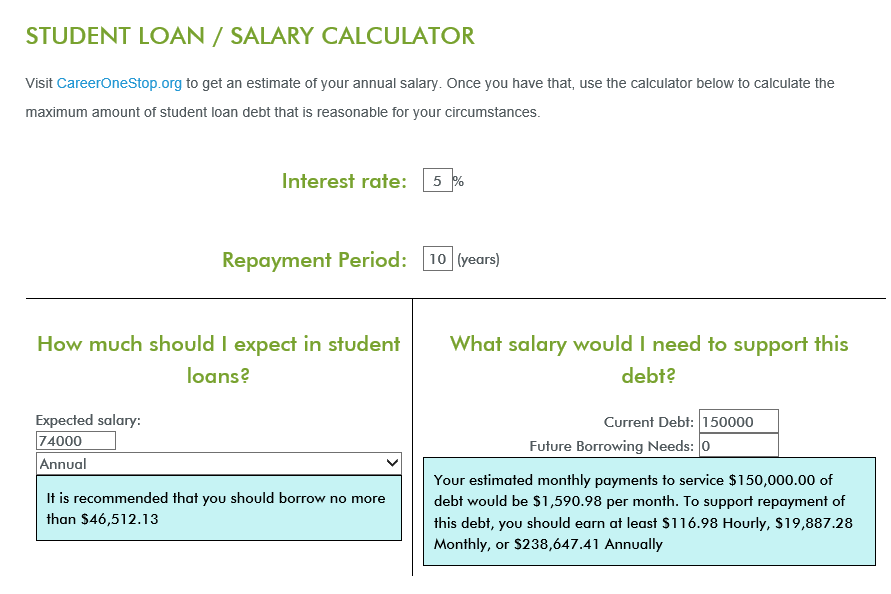 STUDENT LOAN / SALARY CALCULATOR
Visit CareerOneStop.org to get an estimate of your annual salary. Once you have that, use the calculator below to calculate the
maximum amount of student loan debt that is reasonable for your circumstances.
Interest rate: 5 %
Repayment Period: 10 (years)
How much should I expect in student
loans?
Expected salary:
74000
Annual
It is recommended that you should borrow no more
than $46,512.13
What salary would I need to support this
debt?
Current Debt: 150000
Future Borrowing Needs: 0
Your estimated monthly payments to service $150,000.00 of
debt would be $1,590.98 per month. To support repayment of
this debt, you should earn at least $116.98 Hourly, $19,887.28
Monthly, or $238,647.41 Annually